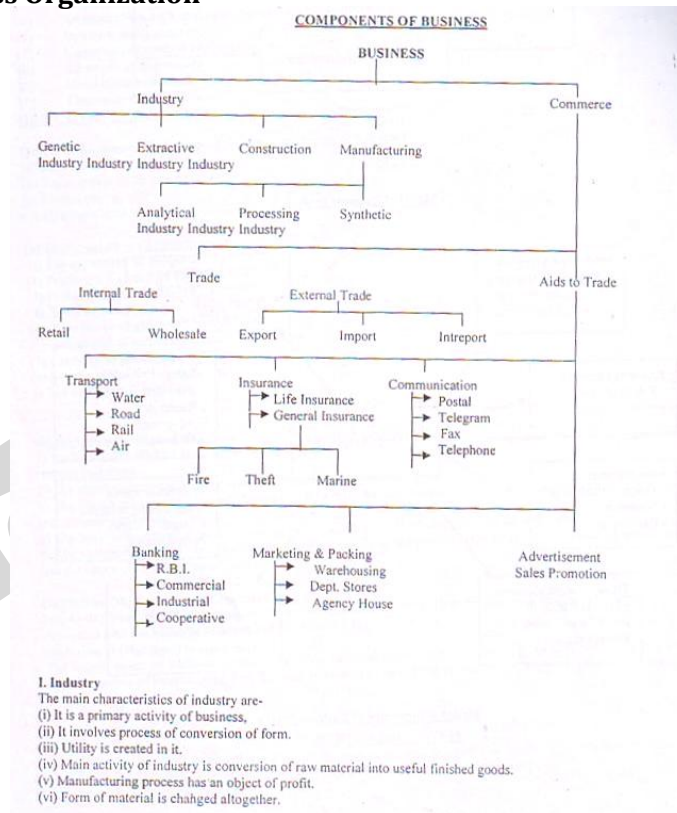 ss Organization
COMPONENTS OF BUSINESS
BUSINESS
Industry
Commerce
Genetic Extractive Construction Manufacturing
Industry Industry Industry Industry
Analytical Processing Synthetic
Industry Industry Industry
Trade
Aids to Trade
Internal Trade External Trade
Retail Wholesale Export Import Intreport
Transport Insurance Communication
Water Life Insurance Postal
Road General Insurance Telegram
Rail Fax
Air Telephone
Fire Theft Marine
Banking Marketing & Packing Advertisement
R.B.I. Warehousing Sales Promotion
Commercial Dept. Stores
Industrial Agency House
Cooperative
I. Industry
The main characteristics of industry are-
(i) It is a primary activity of business,
(ii) It involves process of conversion of form.
(iii) Utility is created in it.
(iv) Main activity of industry is conversion of raw material into useful finished goods.
(v) Manufacturing process has an object of profit.
(vi) Form of material is chahged altogether.